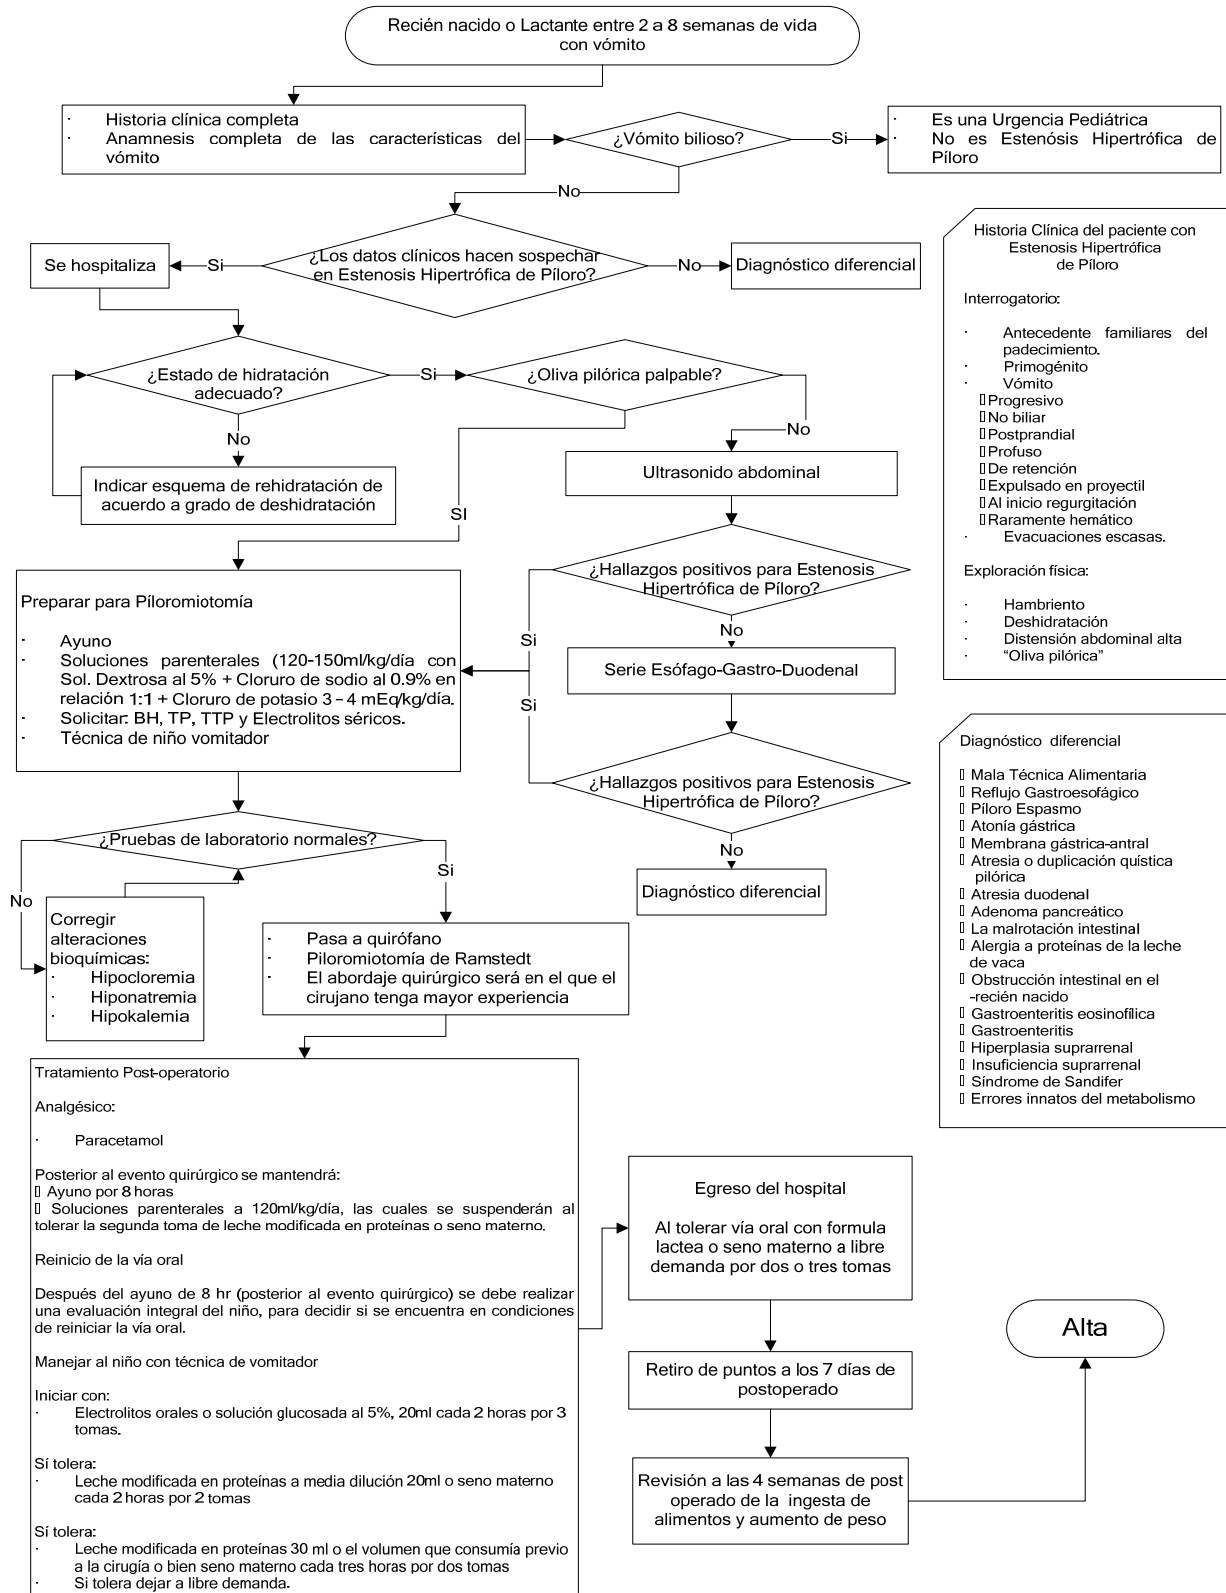 Recién nacido o Lactante entre 2 a 8 semanas de vida
con vómito
· Historia clínica completa
· Anamnesis completa de las características del
vómito
¿Vómito bilioso?
Si
· Es una Urgencia Pediátrica
· No es Estenósis Hipertrófica de
Píloro
No
¿Los datos clínicos hacen sospechar
en Estenosis Hipertrófica de Píloro?
Si
Se hospitaliza
No
Diagnóstico diferencial
¿Estado de hidratación
adecuado?
Si
¿Oliva pilórica palpable?
No
No
Indicar esquema de rehidratación de
acuerdo a grado de deshidratación
SI
Ultrasonido abdominal
¿Hallazgos positivos para Estenosis
Hipertrófica de Píloro?
Si
No
Serie Esófago-Gastro-Duodenal
Si
¿Hallazgos positivos para Estenosis
Hipertrófica de Píloro?
No
Diagnóstico diferencial
Preparar para Píloromiotomía
· Ayuno
· Soluciones parenterales (120-150ml/kg/día con
Sol. Dextrosa al 5% + Cloruro de sodio al 0.9% en
relación 1:1 + Cloruro de potasio 3 – 4 mEq/kg/día.
· Solicitar: BH, TP, TTP y Electrolitos séricos.
· Técnica de niño vomitador
¿Pruebas de laboratorio normales?
No
Si
Corregir
alteraciones
bioquímicas:
· Hipocloremia
· Hiponatremia
· Hipokalemia
· Pasa a quirófano
· Piloromiotomía de Ramstedt
· El abordaje quirúrgico será en el que el
cirujano tenga mayor experiencia
Tratamiento Post-operatorio
Analgésico:
· Paracetamol
Posterior al evento quirúrgico se mantendrá:
▯ Ayuno por 8 horas
▯ Soluciones parenterales a 120ml/kg/día, las cuales se suspenderán al
tolerar la segunda toma de leche modificada en proteínas o seno materno.
Reinicio de la vía oral
Después del ayuno de 8 hr (posterior al evento quirúrgico) se debe realizar
una evaluación integral del niño, para decidir si se encuentra en condiciones
de reiniciar la vía oral.
Manejar al niño con técnica de vomitador
Iniciar con:
· Electrolitos orales o solución glucosada al 5%, 20ml cada 2 horas por 3
tomas.
Sí tolera:
· Leche modificada en proteínas a media dilución 20ml o seno materno
cada 2 horas por 2 tomas
Sí tolera:
· Leche modificada en proteínas 30 ml o el volumen que consumía previo
a la cirugía o bien seno materno cada tres horas por dos tomas
· Si tolera dejar a libre demanda.
Egreso del hospital
Al tolerar vía oral con formula
lactea o seno materno a libre
demanda por dos o tres tomas
Retiro de puntos a los 7 días de
postoperado
Revisión a las 4 semanas de post
operado de la ingesta de
alimentos y aumento de peso
Alta
Historia Clínica del paciente con
Estenosis Hipertrófica
de Píloro
Interrogatorio:
· Antecedente familiares del
padecimiento.
· Primogénito
· Vómito
▯Progresivo
▯No biliar
▯Postprandial
▯Profuso
▯De retención
▯Expulsado en proyectil
▯Al inicio regurgitación
▯Raramente hemático
· Evacuaciones escasas.
Exploración física:
· Hambriento
· Deshidratación
· Distensión abdominal alta
· “Oliva pilórica”
Diagnóstico diferencial
▯ Mala Técnica Alimentaria
▯ Reflujo Gastroesofágico
▯ Píloro Espasmo
▯ Atonía gástrica
▯ Membrana gástrica-antral
▯ Atresia o duplicación quística
pilórica
▯ Atresia duodenal
▯ Adenoma pancreático
▯ La malrotación intestinal
▯ Alergia a proteínas de la leche
de vaca
▯ Obstrucción intestinal en el
-recién nacido
▯ Gastroenteritis eosinofílica
▯ Gastroenteritis
▯ Hiperplasia suprarrenal
▯ Insuficiencia suprarrenal
▯ Síndrome de Sandifer
▯ Errores innatos del metabolismo